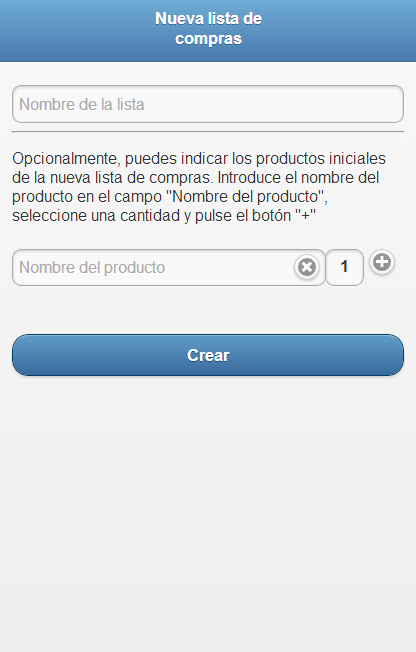 Nueva lista de
compras
Nombre de la lista
Opcionalmente, puedes indicar los productos iniciales
de la nueva lista de compras. Introduce el nombre del
producto en el campo "Nombre del producto",
seleccione una cantidad y pulse el botón "+"
Nombre del producto 1
Crear